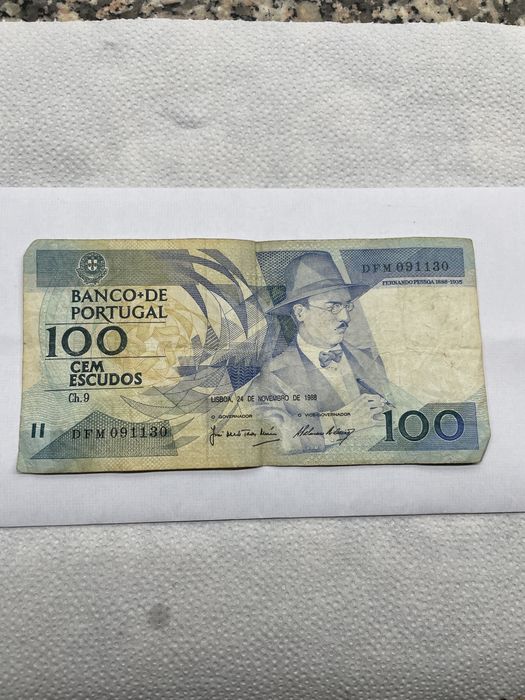 DFM 091130
FERNANDO PESSOA 1888-1935
BANCO DE
PORTUGAL
100
CEM
ESCUDOS
Ch. 9
LISBOA, 24 DE NOVEMBRO DE 1988
O GOVERNADOR
O VICE-GOVERNADOR
DFM 091130
100